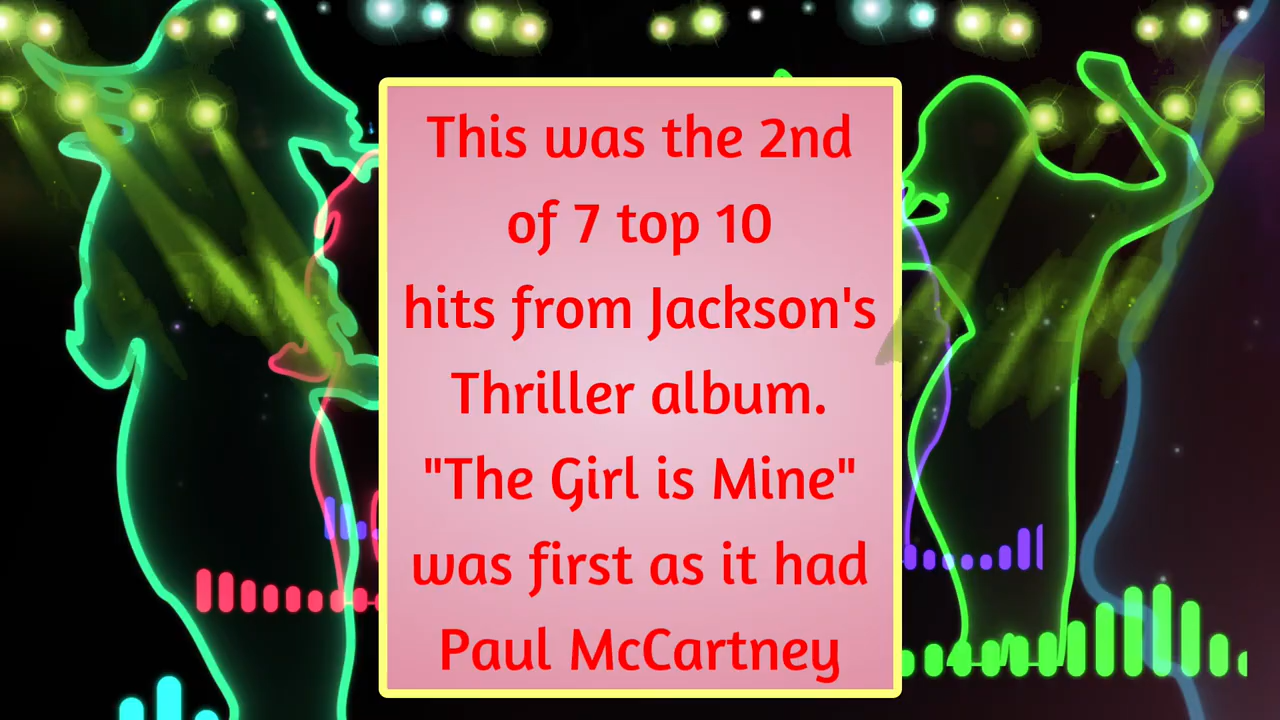 This was the 2nd
of 7 top 10
hits from Jackson's
Thriller album.
"The Girl is Mine"
was first as it had
Paul McCartney